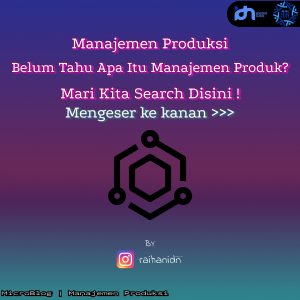 Manajemen Produksi
Belum Tahu Apa Itu Manajemen Produk?
Mari Kita Search Disini !
Mengeser ke kanan >>>
BY
raihanidn
MicroBlog | Manajemen Produksi